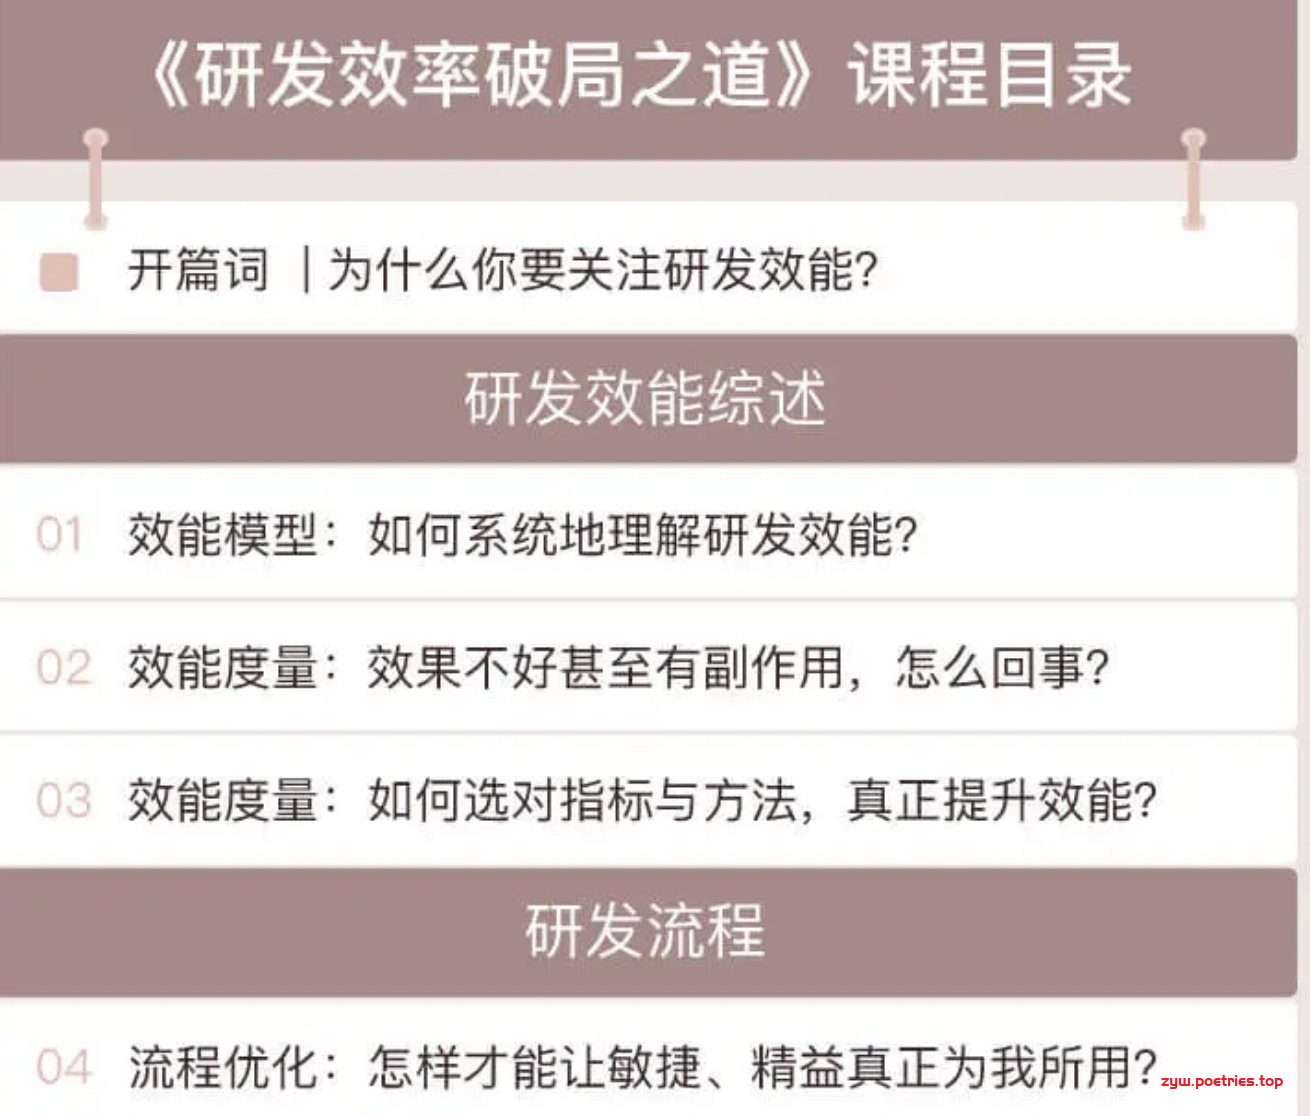 《研发效率破局之道》课程目录
开篇词 | 为什么你要关注研发效能?
研发效能综述
01 效能模型：如何系统地理解研发效能?
02 效能度量：效果不好甚至有副作用，怎么回事?
03 效能度量：如何选对指标与方法，真正提升效能?
研发流程
04 流程优化：怎样才能让敏捷、精益真正为我所用?
zyw.poetries.top